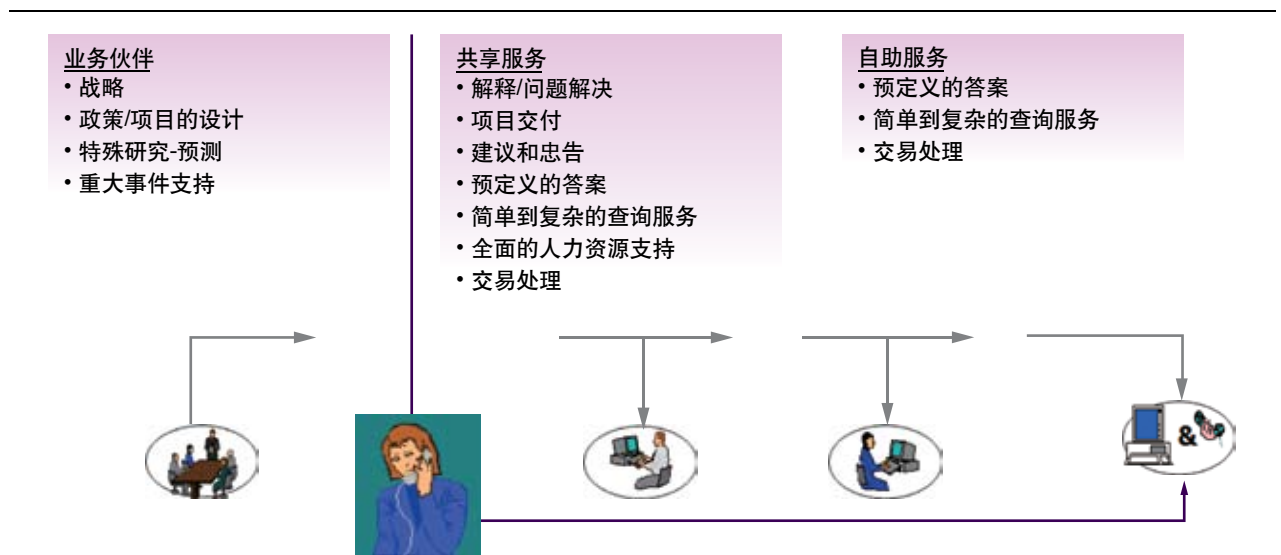 业务伙伴
• 战略
• 政策/项目的设计
• 特殊研究-预测
• 重大事件支持
共享服务
• 解释/问题解决
• 项目交付
• 建议和忠告
• 预定义的答案
• 简单到复杂的查询服务
• 全面的人力资源支持
• 交易处理
自助服务
• 预定义的答案
• 简单到复杂的查询服务
• 交易处理
&